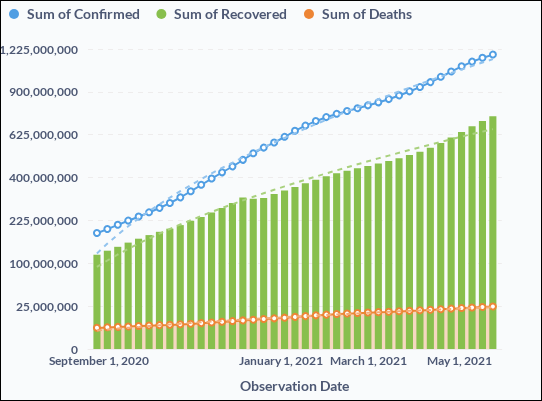 Sum of Confirmed Sum of Recovered Sum of Deaths
1,225,000,000
900,000,000
625,000,000
400,000,000
225,000,000
100,000,000
25,000,000
0
September 1, 2020 January 1, 2021 March 1, 2021 May 1, 2021
Observation Date